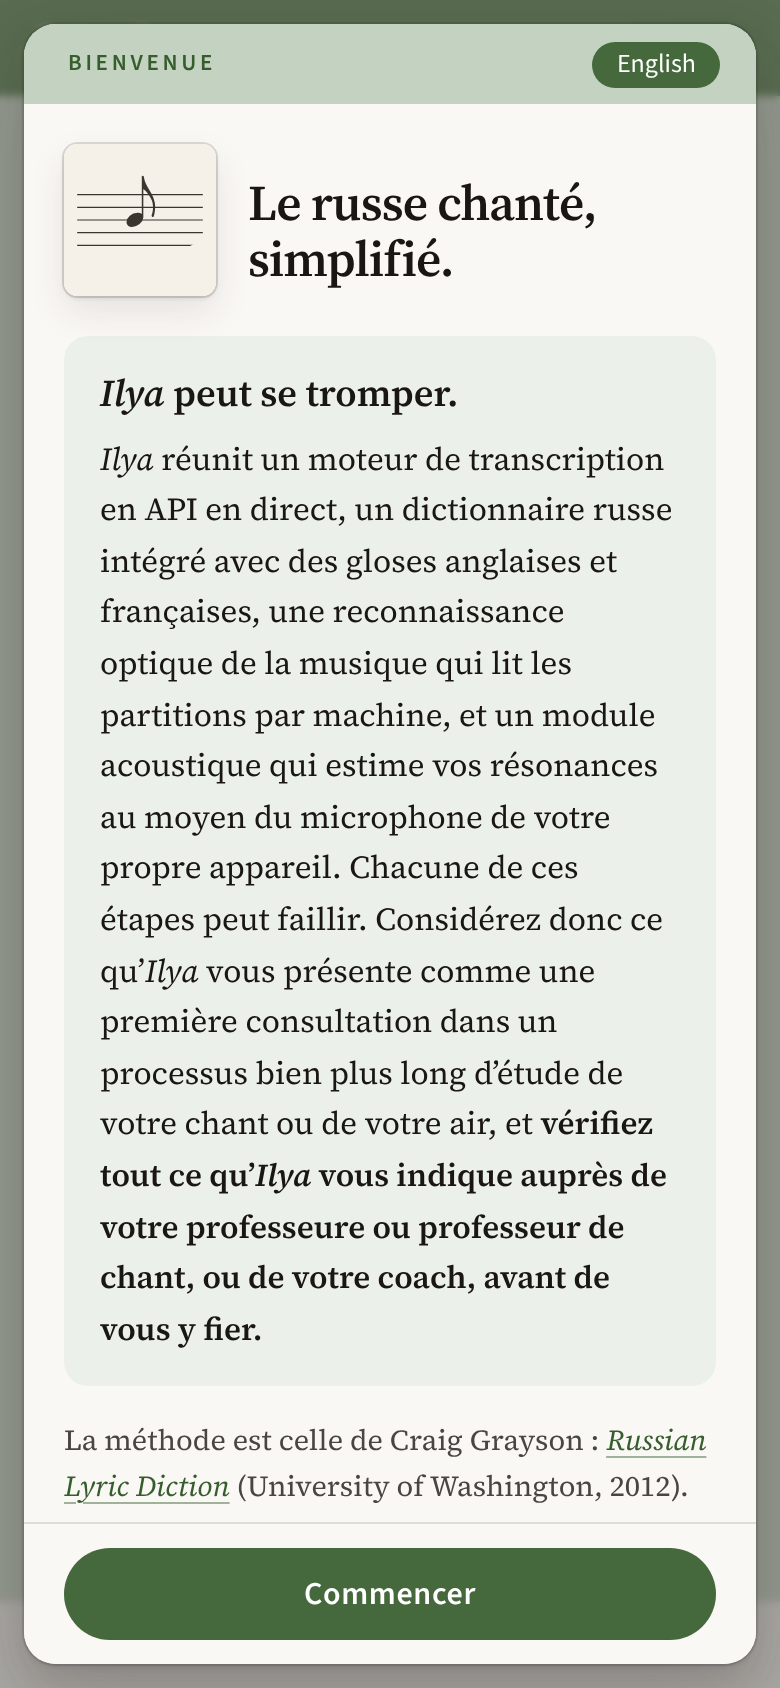 BIENVENUE
English
Le russe chanté,
simplifié.
Ilya peut se tromper.
Ilya réunit un moteur de transcription
en API en direct, un dictionnaire russe
intégré avec des gloses anglaises et
françaises, une reconnaissance
optique de la musique qui lit les
partitions par machine, et un module
acoustique qui estime vos résonances
au moyen du microphone de votre
propre appareil. Chacune de ces
étapes peut faillir. Considérez donc ce
qu’Ilya vous présente comme une
première consultation dans un
processus bien plus long d’étude de
votre chant ou de votre air, et vérifiez
tout ce qu’Ilya vous indique auprès de
votre professeure ou professeur de
chant, ou de votre coach, avant de
vous y fier.
La méthode est celle de Craig Grayson : Russian
Lyric Diction (University of Washington, 2012).
Commencer